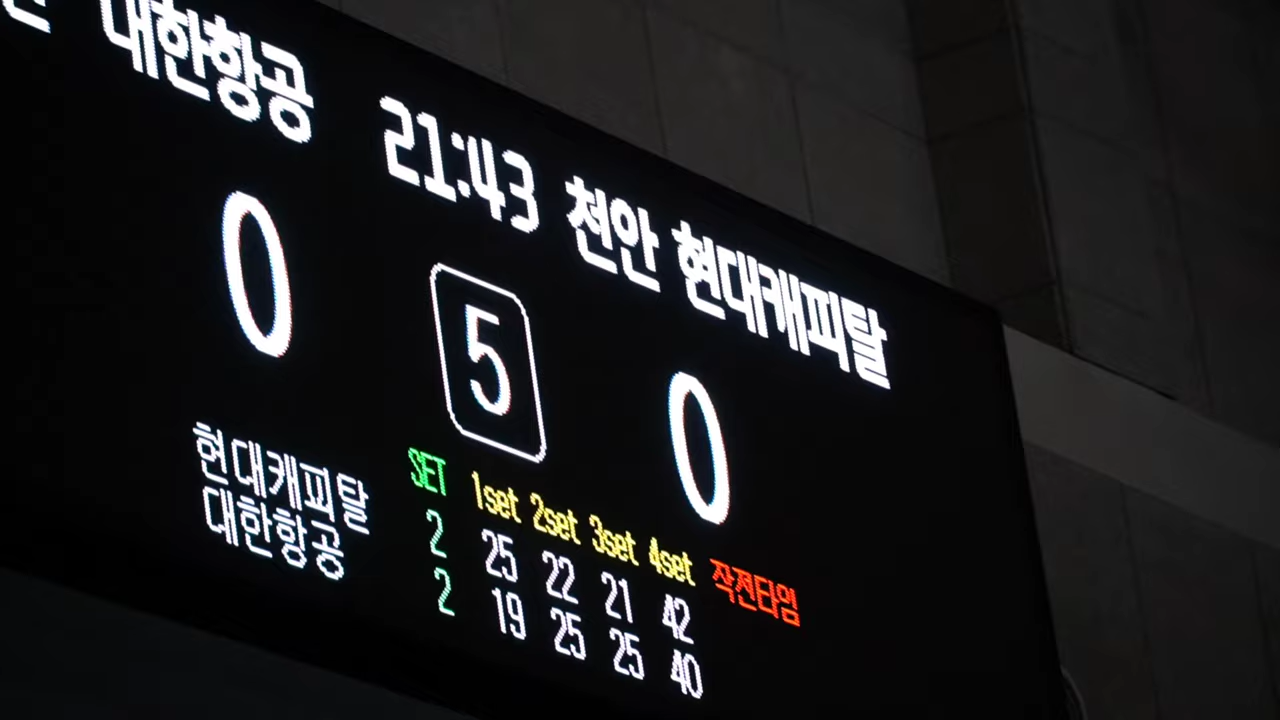 대한항공 21:43 천안 현대캐피탈
0 5 0
SET 1set 2set 3set 4set 작전타임
현대캐피탈 2 25 22 21 42
대한항공 2 19 25 25 40